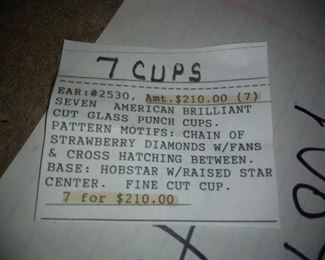 7 CUPS
EAR:#2530, Amt.$210.00 (7)
SEVEN AMERICAN BRILLIANT
CUT GLASS PUNCH CUPS.
PATTERN MOTIFS: CHAIN OF
STRAWBERRY DIAMONDS W/FANS
& CROSS HATCHING BETWEEN.
BASE: HOBSTAR W/RAISED STAR
CENTER. FINE CUT CUP.
7 for $210.00